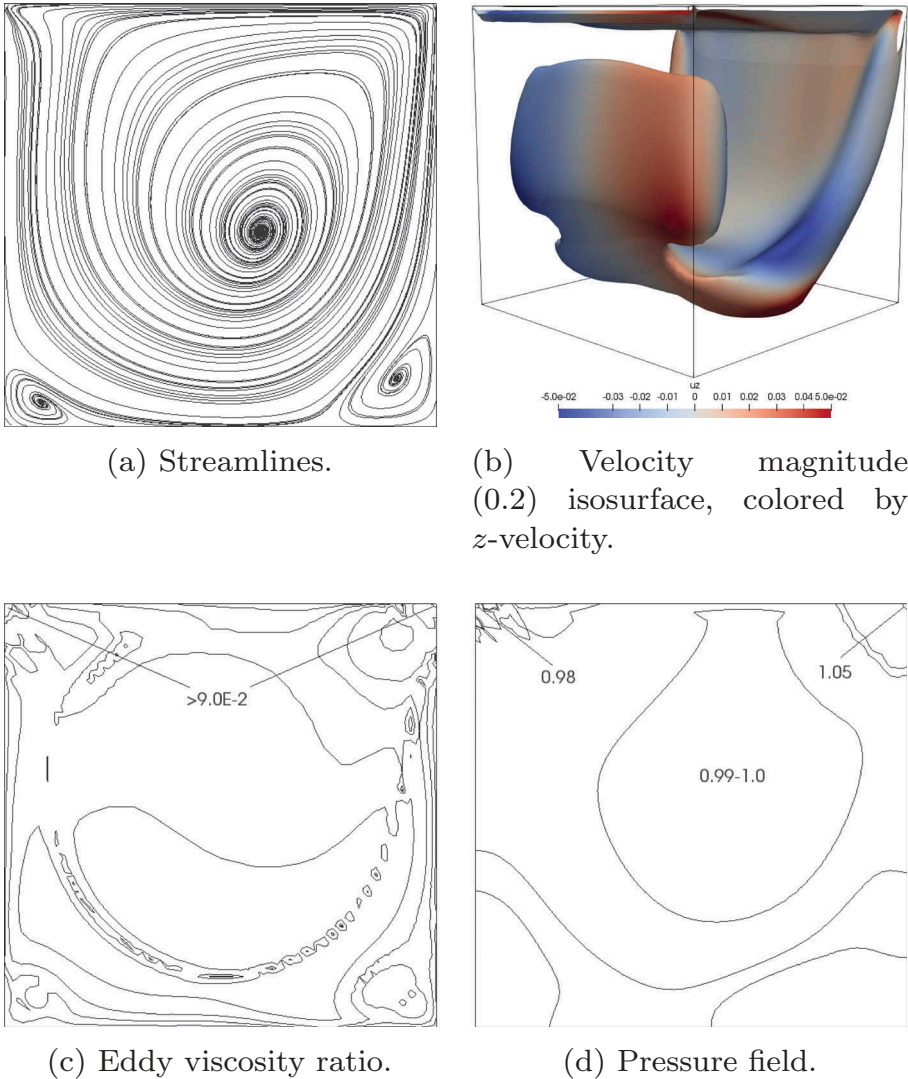 uz
-5.0e-02 -0.03 -0.02 -0.01 0 0.01 0.02 0.03 0.04 5.0e-02
(a) Streamlines.
(b) Velocity magnitude
(0.2) isosurface, colored by
z-velocity.
>9.0E-2
0.98
1.05
0.99-1.0
(c) Eddy viscosity ratio.
(d) Pressure field.